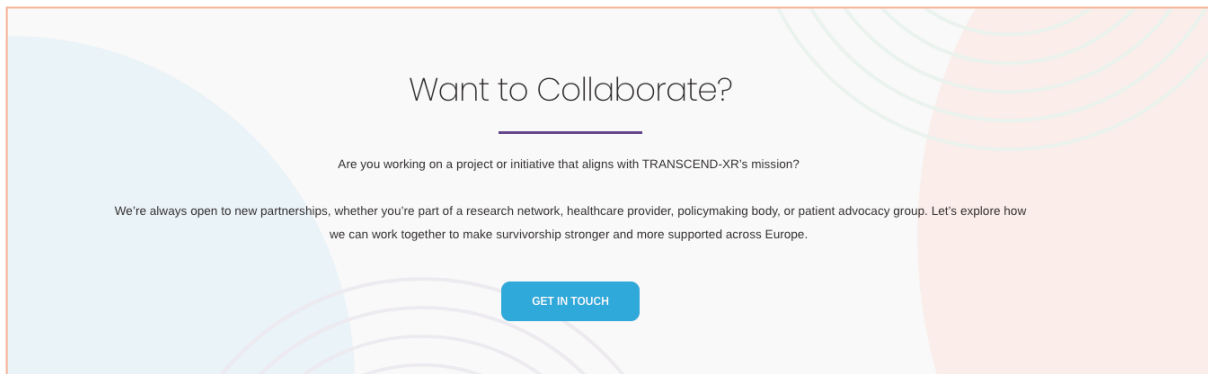 Want to Collaborate?
Are you working on a project or initiative that aligns with TRANSCEND-XR’s mission?
We’re always open to new partnerships, whether you’re part of a research network, healthcare provider, policymaking body, or patient advocacy group. Let’s explore how
we can work together to make survivorship stronger and more supported across Europe.
GET IN TOUCH